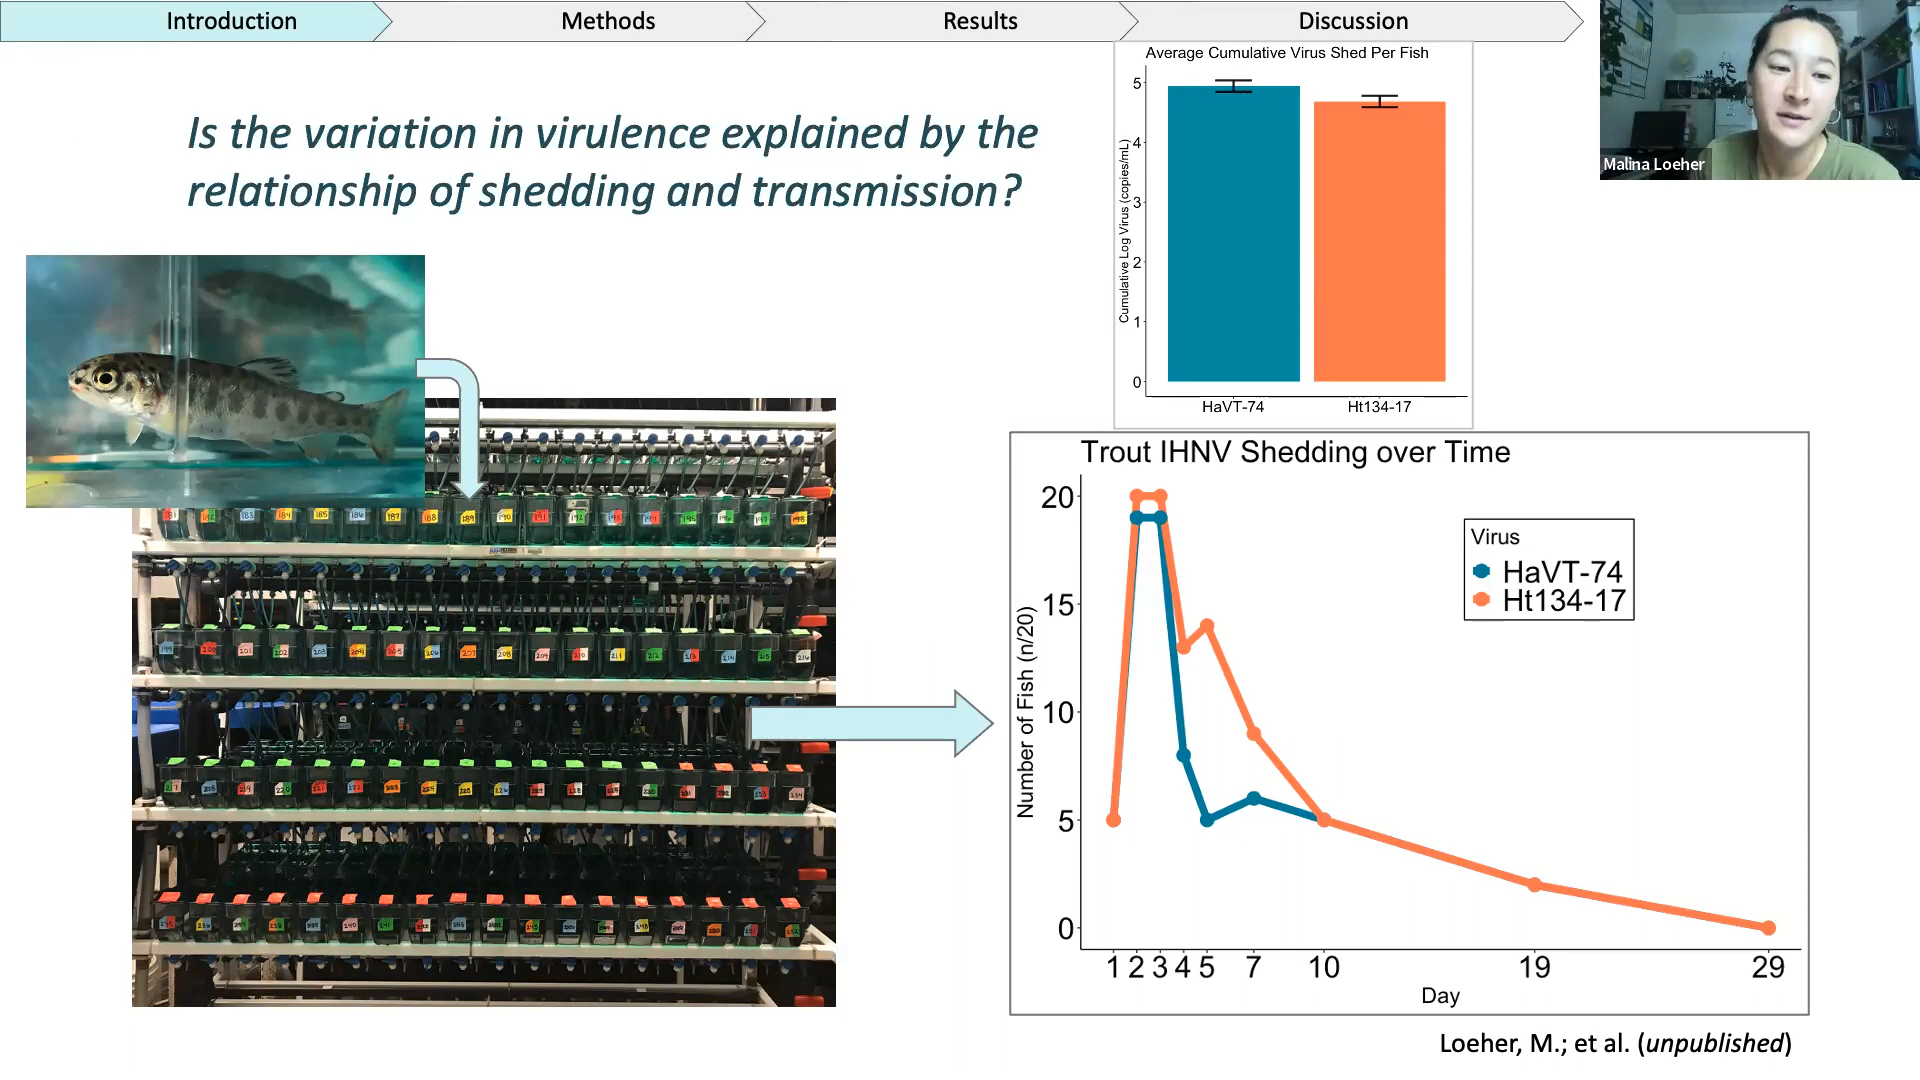 Introduction
Methods
Results
Discussion
Malina Loeher
Is the variation in virulence explained by the
relationship of shedding and transmission?
Average Cumulative Virus Shed Per Fish
Cumulative Log Virus (copies/mL)
5
4
3
2
1
0
HaVT-74
Ht134-17
Trout IHNV Shedding over Time
Number of Fish (n/20)
20
15
10
5
0
Virus
HaVT-74
Ht134-17
1 2 3 4 5 7 10 19 29
Day
Loeher, M.; et al. (unpublished)